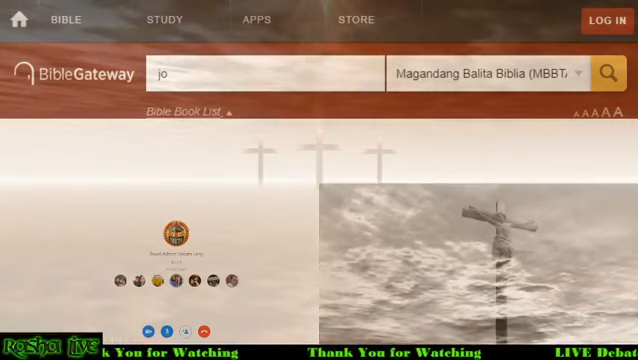 BIBLE STUDY APPS STORE LOG IN
BibleGateway jo Magandang Balita Biblia (MBBTA
Bible Book List ▲ A A A A A
Rosha Live k You for Watching Thank You for Watching LIVE Debat